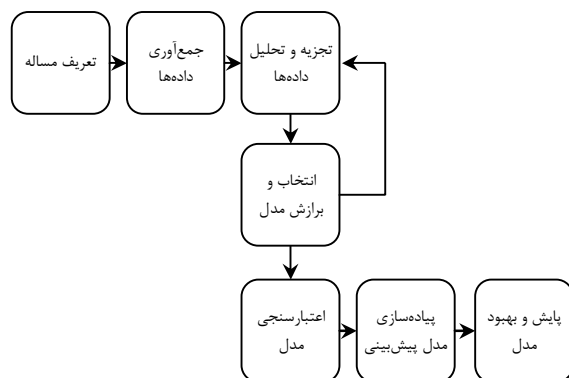 تعریف مساله
جمع‌آوری
داده‌ها
تجزیه و تحلیل
داده‌ها
انتخاب و
برازش مدل
اعتبارسنجی
مدل
پیاده‌سازی
مدل پیش‌بینی
پایش و بهبود
مدل